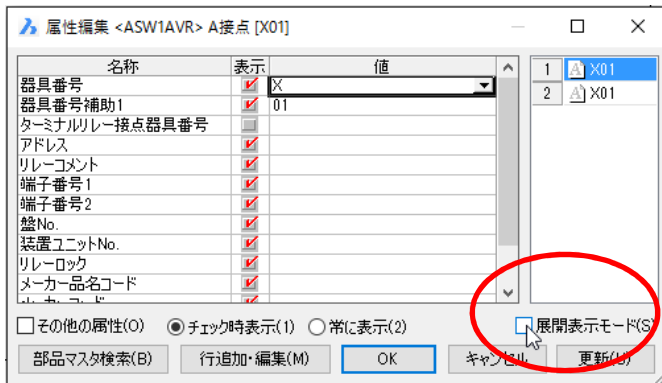 属性編集 <ASW1AVR> A接点 [X01]
名称 表示 値
器具番号 X
器具番号補助1 01
ターミナルリレー接点器具番号
アドレス
リレーコメント
端子番号1
端子番号2
盤No.
装置ユニットNo.
リレーロック
メーカー品名コード
1 X01
2 X01
その他の属性(O) チェック時表示(1) 常に表示(2) 展開表示モード(S)
部品マスタ検索(B) 行追加・編集(M) OK キャンセル 更新(U)